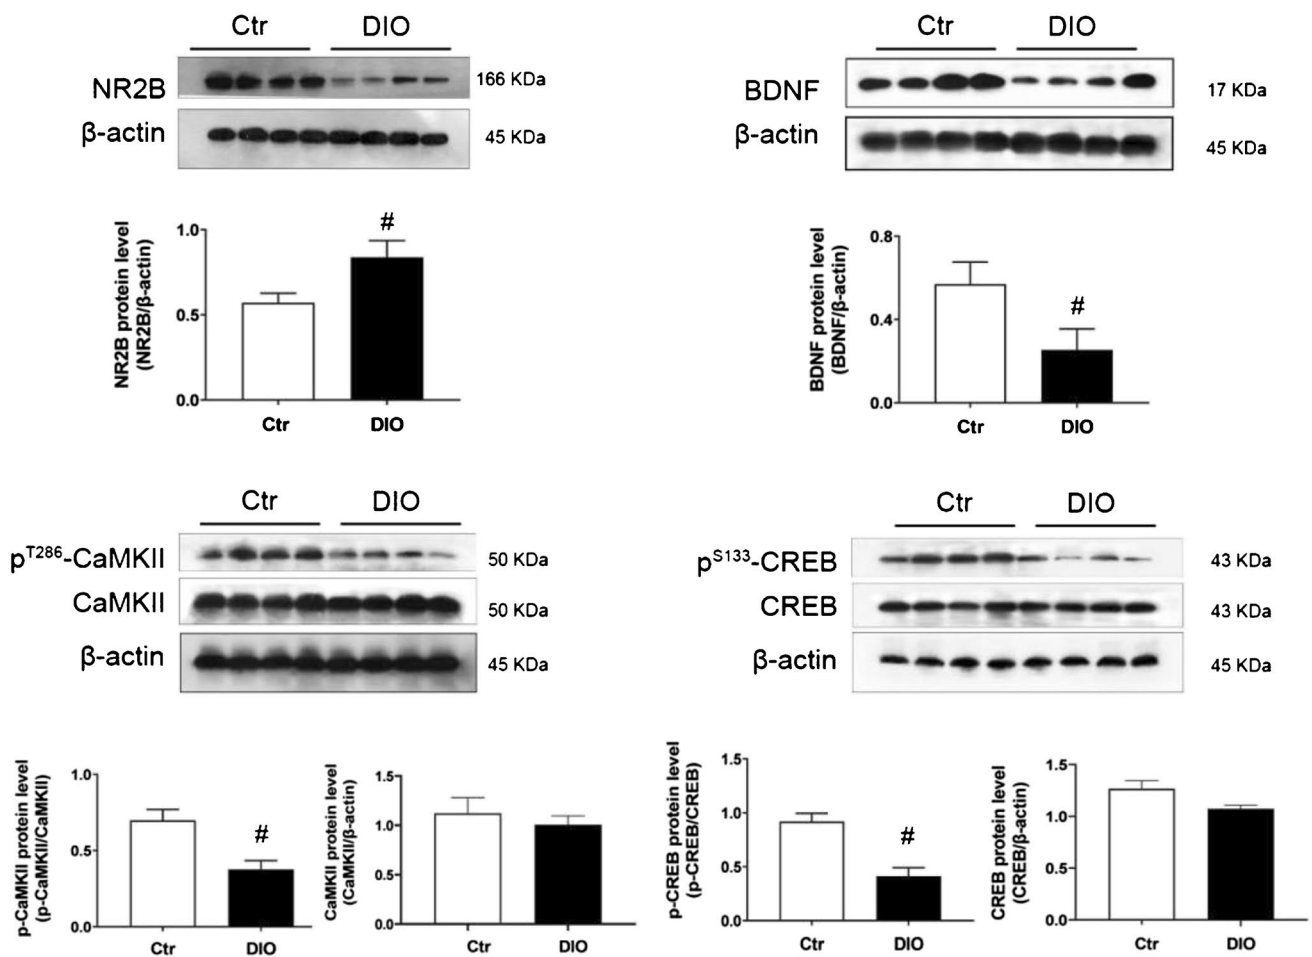 Ctr DIO
NR2B 166 KDa
β-actin 45 KDa
NR2B protein level
(NR2B/β-actin)
1.0
0.5
0.0
#
Ctr DIO
Ctr DIO
BDNF 17 KDa
β-actin 45 KDa
BDNF protein level
(BDNF/β-actin)
0.8
0.4
0.0
#
Ctr DIO
Ctr DIO
pT286-CaMKII 50 KDa
CaMKII 50 KDa
β-actin 45 KDa
p-CaMKII protein level
(p-CaMKII/CaMKII)
1.0
0.5
0.0
#
Ctr DIO
CaMKII protein level
(CaMKII/β-actin)
1.5
1.0
0.5
0.0
Ctr DIO
Ctr DIO
pS133-CREB 43 KDa
CREB 43 KDa
β-actin 45 KDa
p-CREB protein level
(p-CREB/CREB)
1.5
1.0
0.5
0.0
#
Ctr DIO
CREB protein level
(CREB/β-actin)
1.5
1.0
0.5
0.0
Ctr DIO